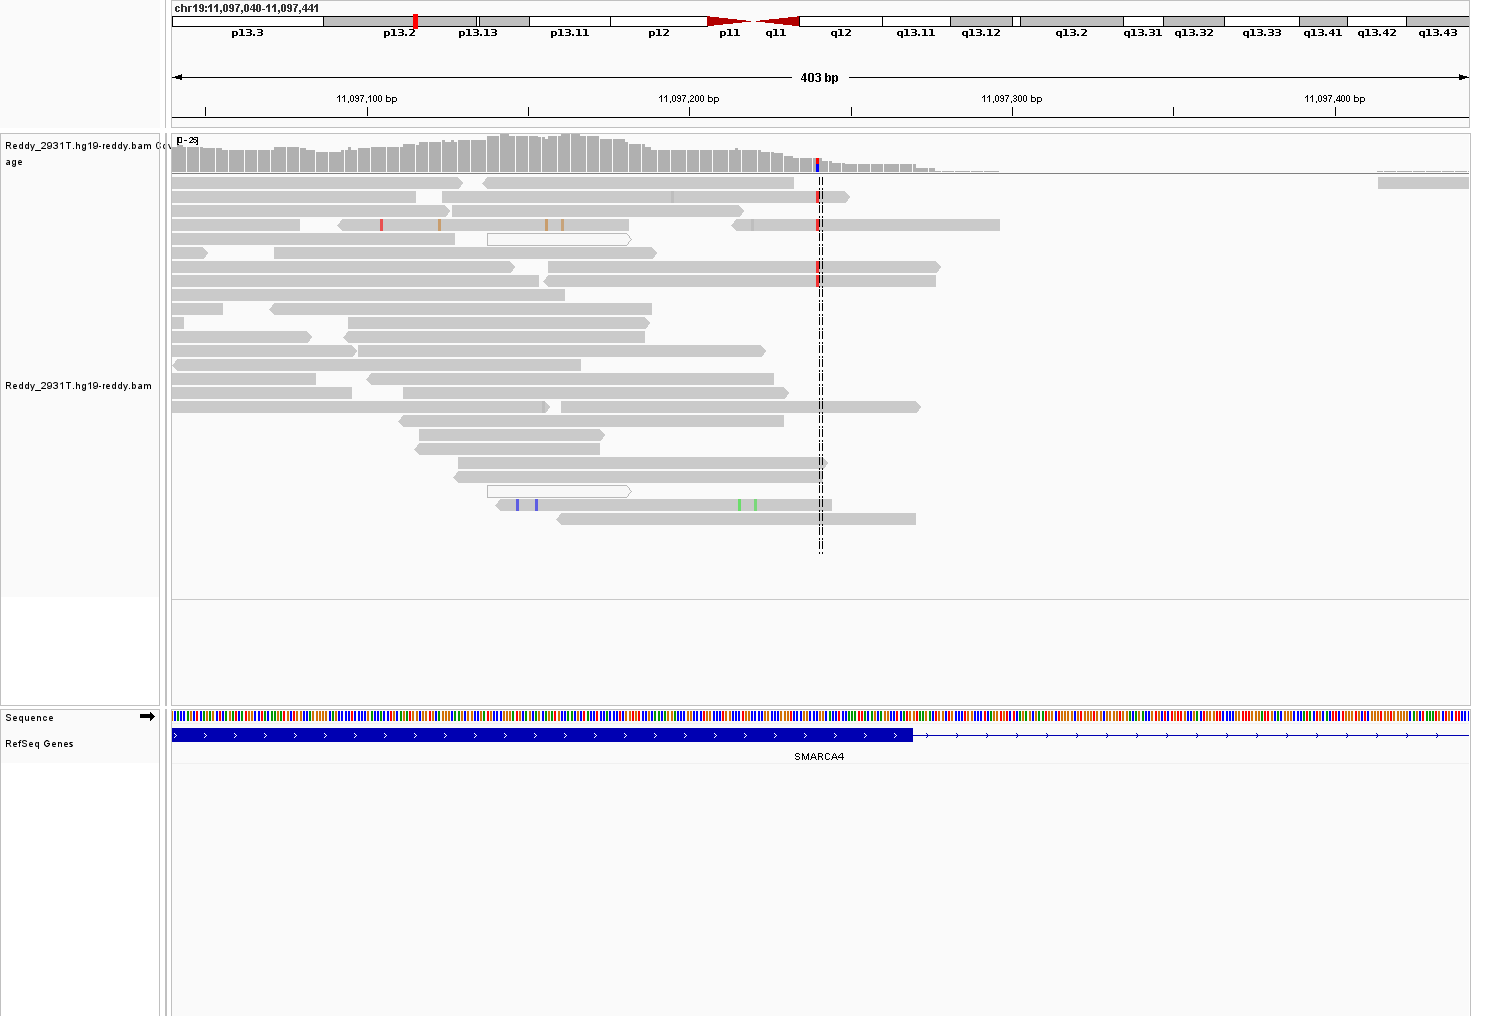 chr19:11,097,040-11,097,441
p13.3 p13.2 p13.13 p13.11 p12 p11 q11 q12 q13.11 q13.12 q13.2 q13.31 q13.32 q13.33 q13.41 q13.42 q13.43
403 bp
11,097,100 bp 11,097,200 bp 11,097,300 bp 11,097,400 bp
[0-25]
Reddy_2931T.hg19-reddy.bam Cov
age
Reddy_2931T.hg19-reddy.bam
Sequence
RefSeq Genes
SMARCA4